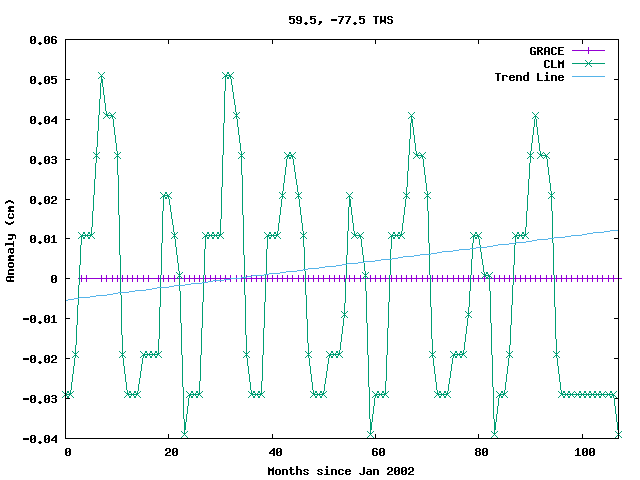 59.5, -77.5 TWS
GRACE
CLM
Trend Line
0.06
0.05
0.04
0.03
0.02
0.01
0
-0.01
-0.02
-0.03
-0.04
Anomaly (cm)
0 20 40 60 80 100
Months since Jan 2002